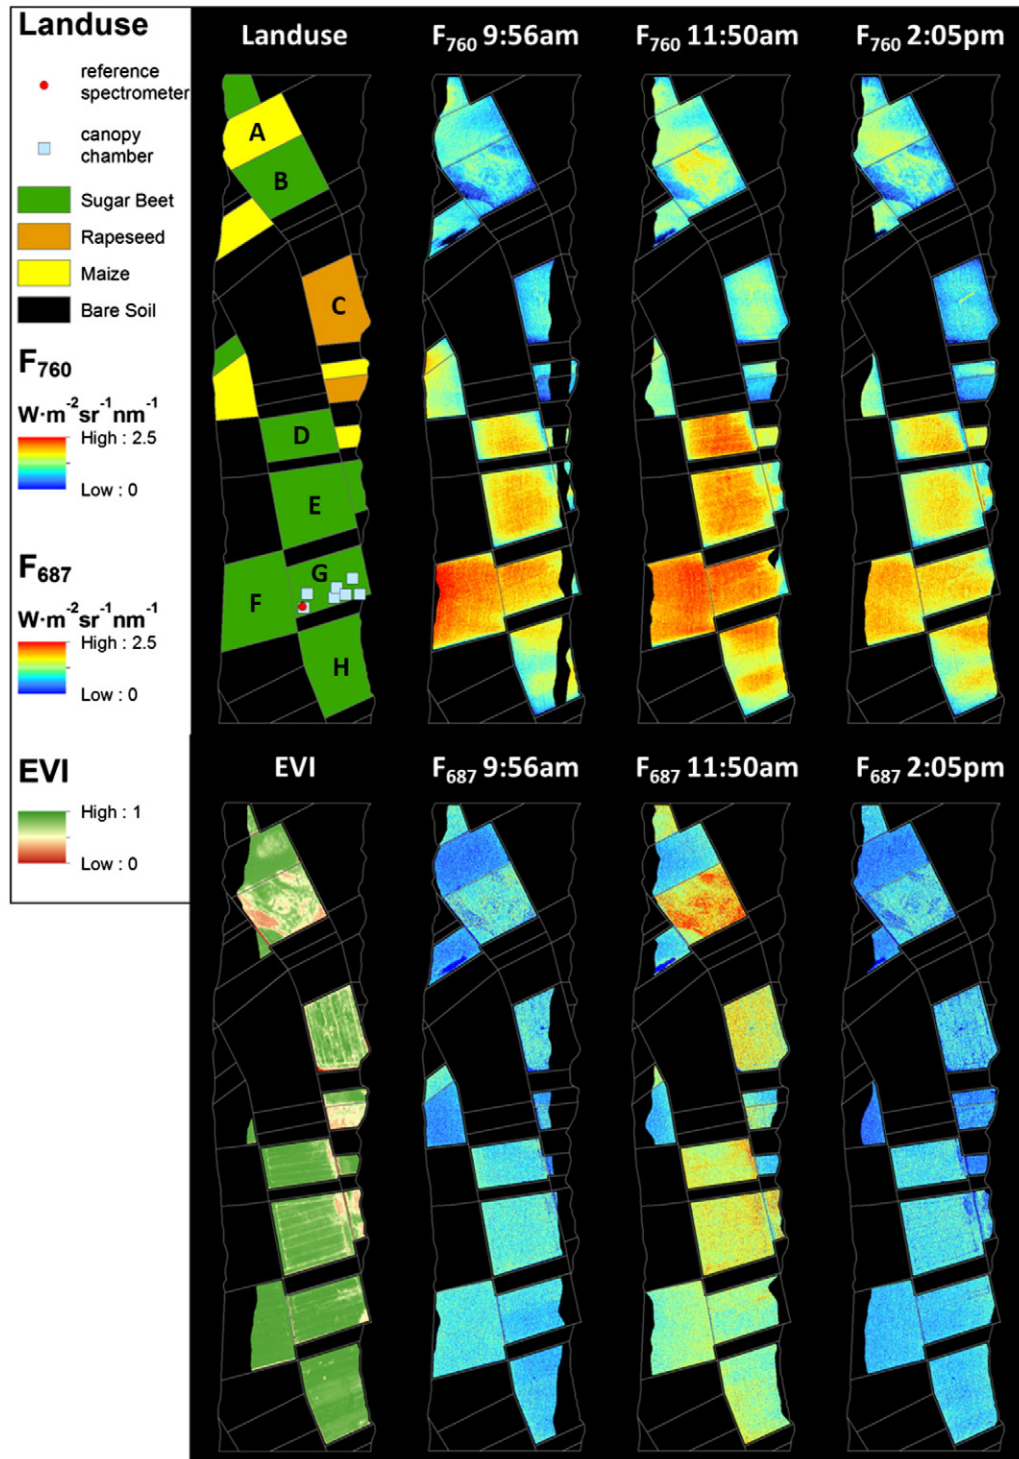 Landuse
reference
spectrometer
canopy
chamber
Sugar Beet
Rapeseed
Maize
Bare Soil
F760
W·m-2sr-1nm-1
High : 2.5
Low : 0
F687
W·m-2sr-1nm-1
High : 2.5
Low : 0
EVI
High : 1
Low : 0
Landuse
F760 9:56am
F760 11:50am
F760 2:05pm
A
B
C
D
E
G
F
H
EVI
F687 9:56am
F687 11:50am
F687 2:05pm